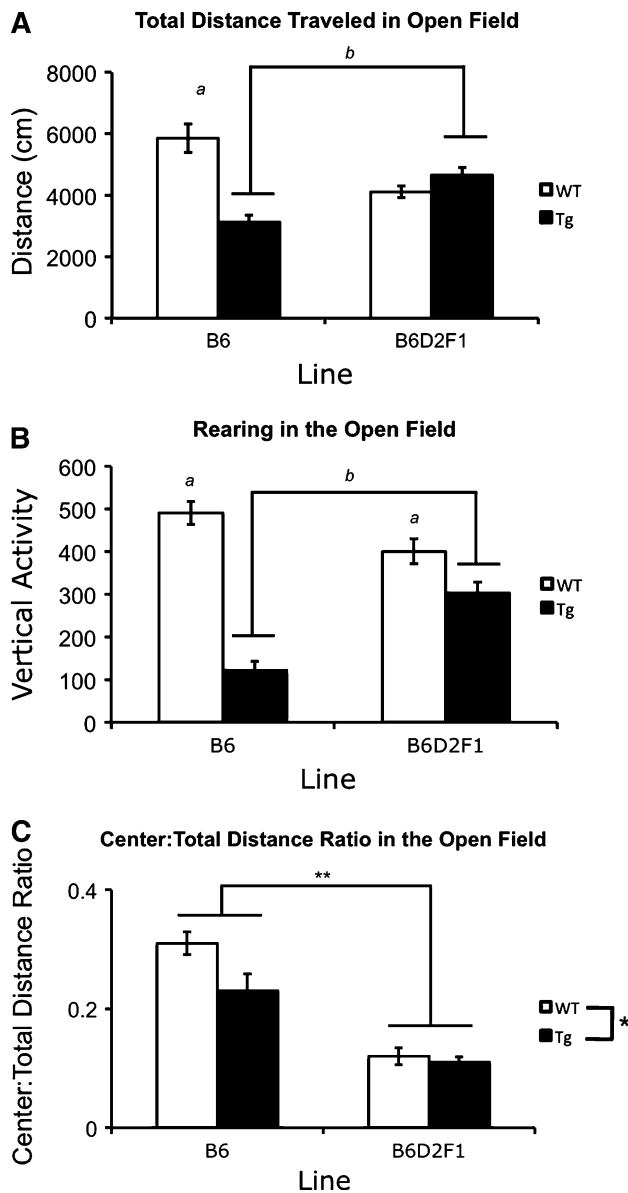 A
Total Distance Traveled in Open Field
Distance (cm)
8000
6000
4000
2000
0
a
b
B6
B6D2F1
Line
WT
Tg
B
Rearing in the Open Field
Vertical Activity
600
500
400
300
200
100
0
a
b
a
B6
B6D2F1
Line
WT
Tg
C
Center:Total Distance Ratio in the Open Field
Center:Total Distance Ratio
0.4
0.2
0
**
B6
B6D2F1
Line
WT
Tg
*